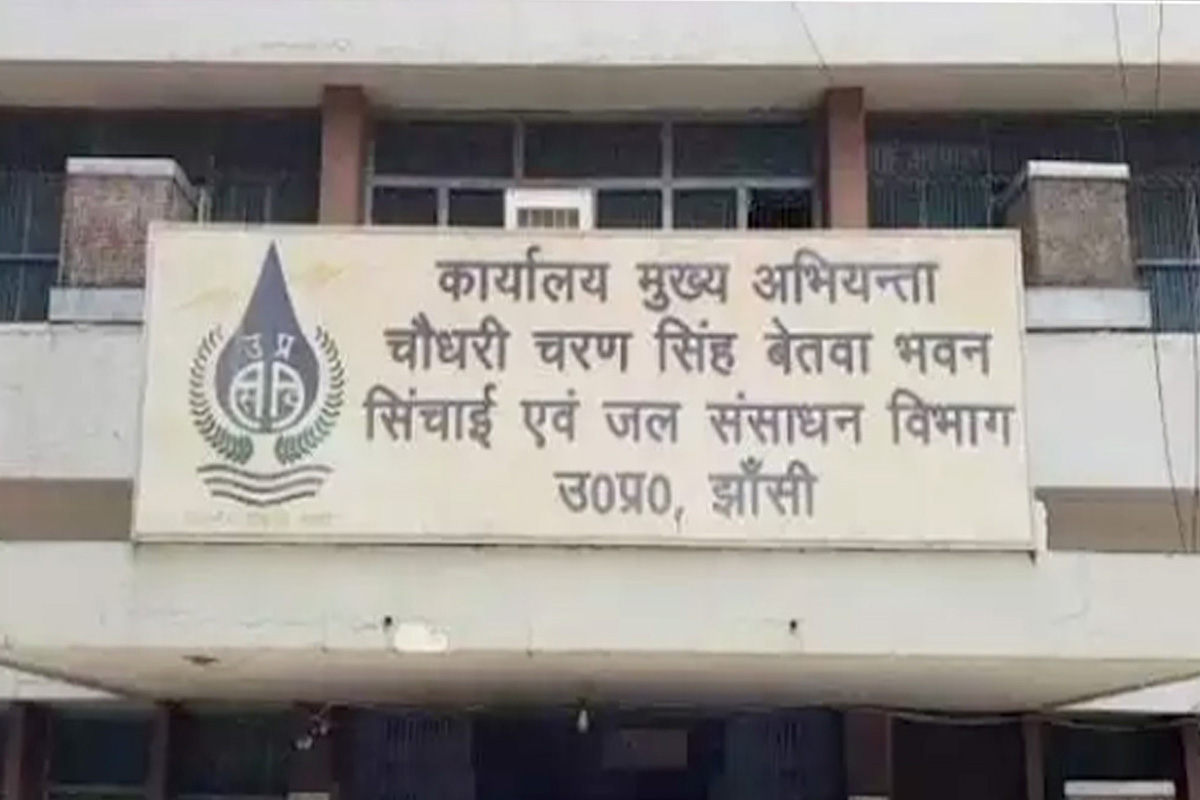 कार्यालय मुख्य अभियन्ता
चौधरी चरण सिंह बेतवा भवन
सिंचाई एवं जल संसाधन विभाग
उ0प्र0, झाँसी
उ प्र
सिं वि